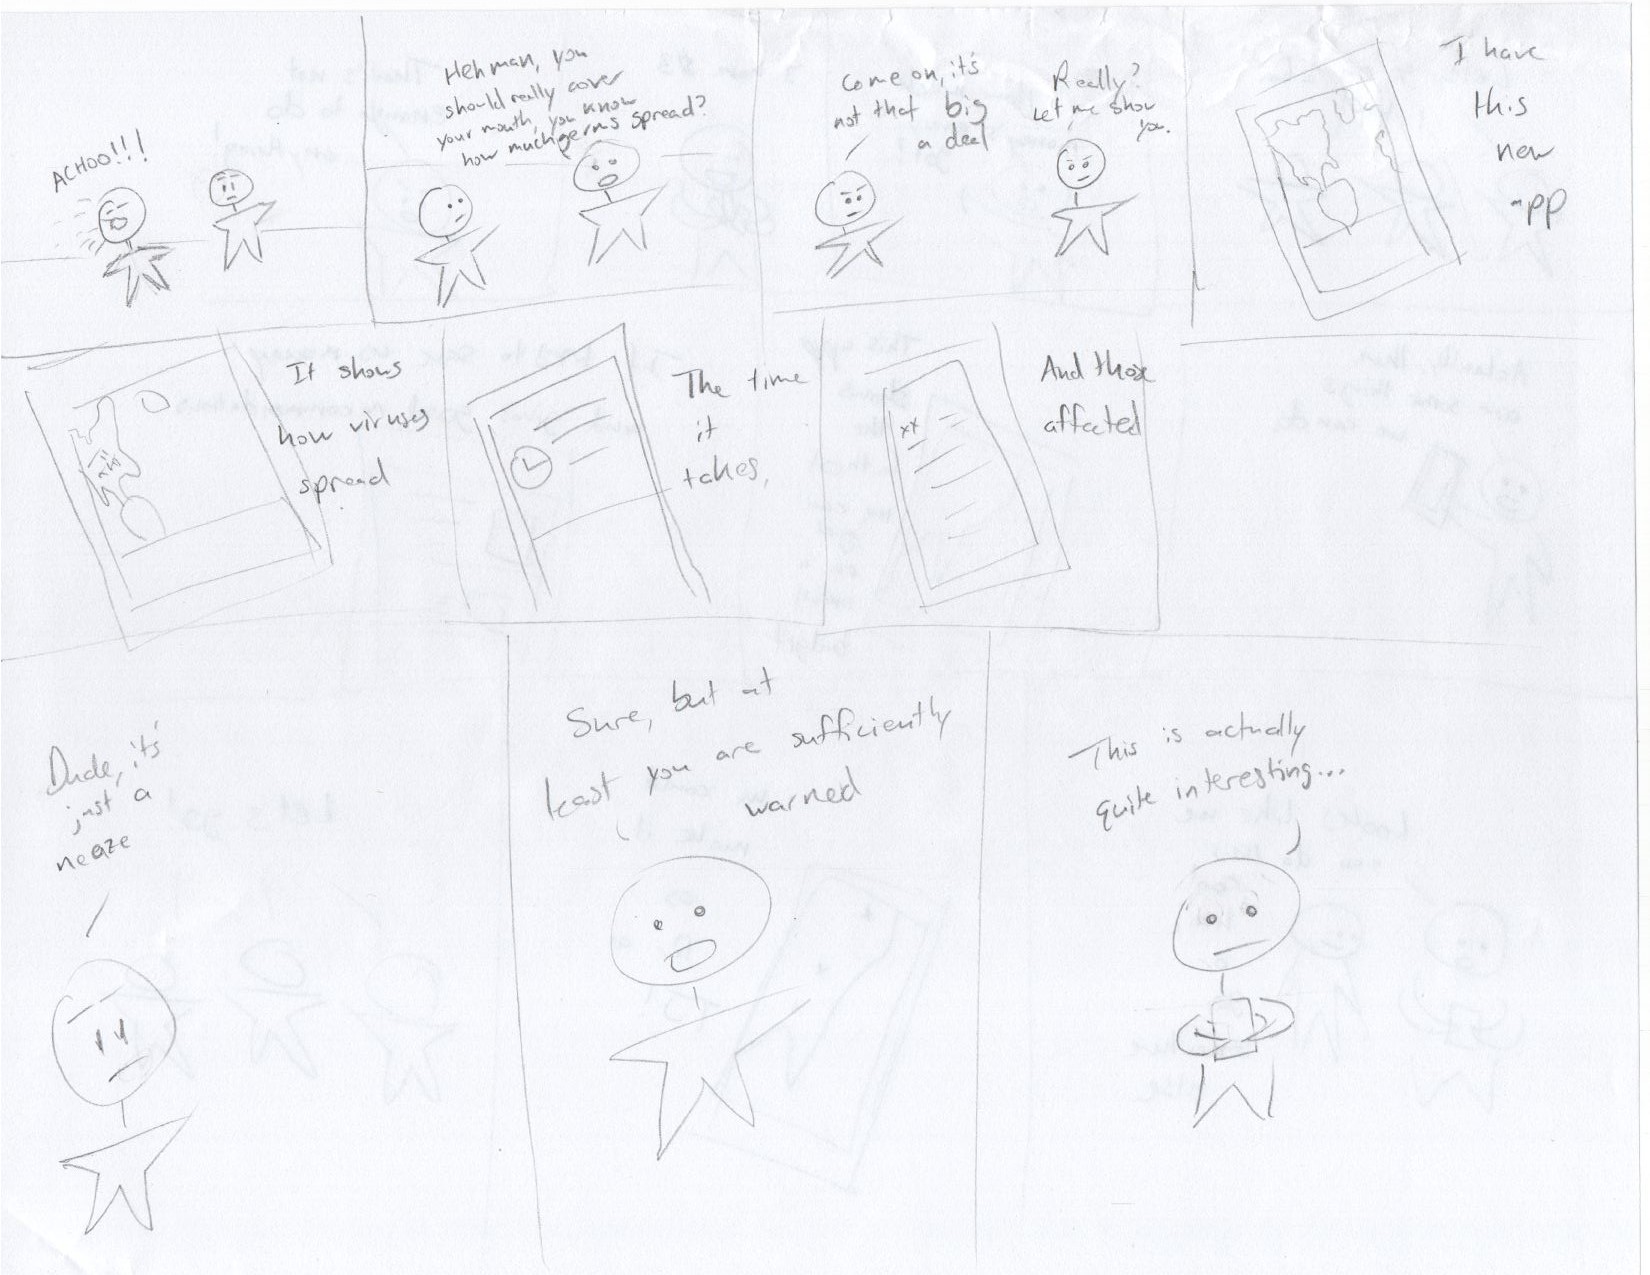 ACHOO!!!
Heh man, you
should really cover
your mouth, you know
how much germs spread?
Come on, it's
not that big
a deal
Really?
Let me show
you.
I have
this
new
app
It shows
how viruses
spread
The time
it
takes,
And those
affected
Dude, it's
just a
neaze
Sure, but at
least you are sufficiently
warned
This is actually
quite interesting...